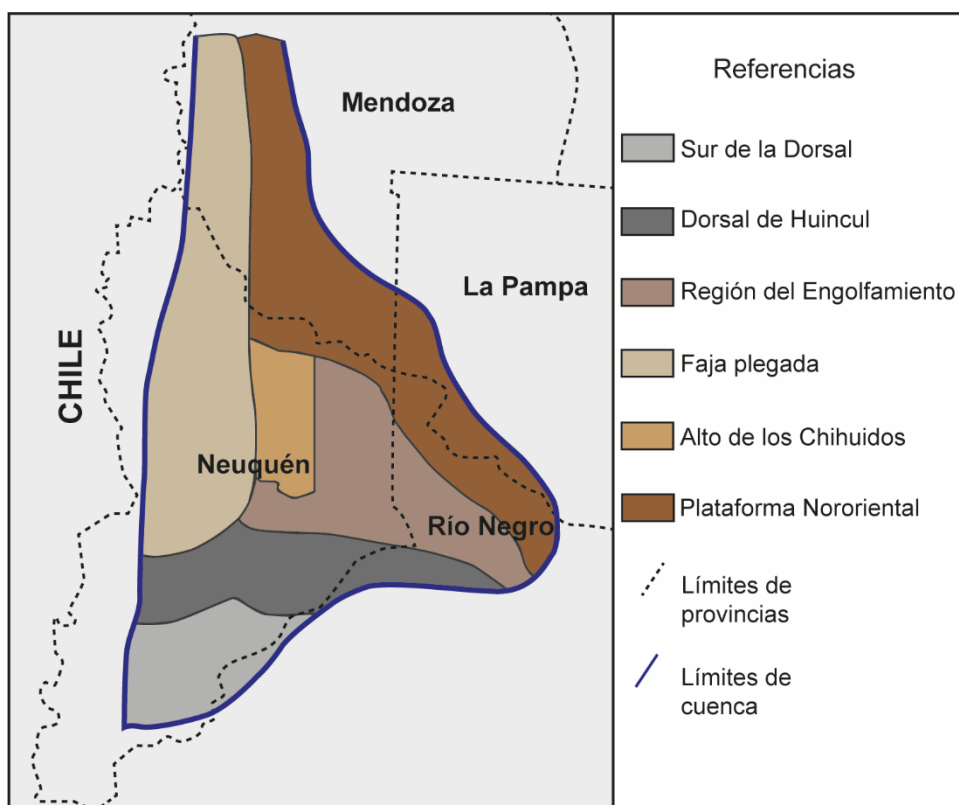 Mendoza
La Pampa
CHILE
Neuquén
Río Negro
Referencias
Sur de la Dorsal
Dorsal de Huincul
Región del Engolfamiento
Faja plegada
Alto de los Chihuidos
Plataforma Nororiental
Límites de
provincias
Límites de
cuenca